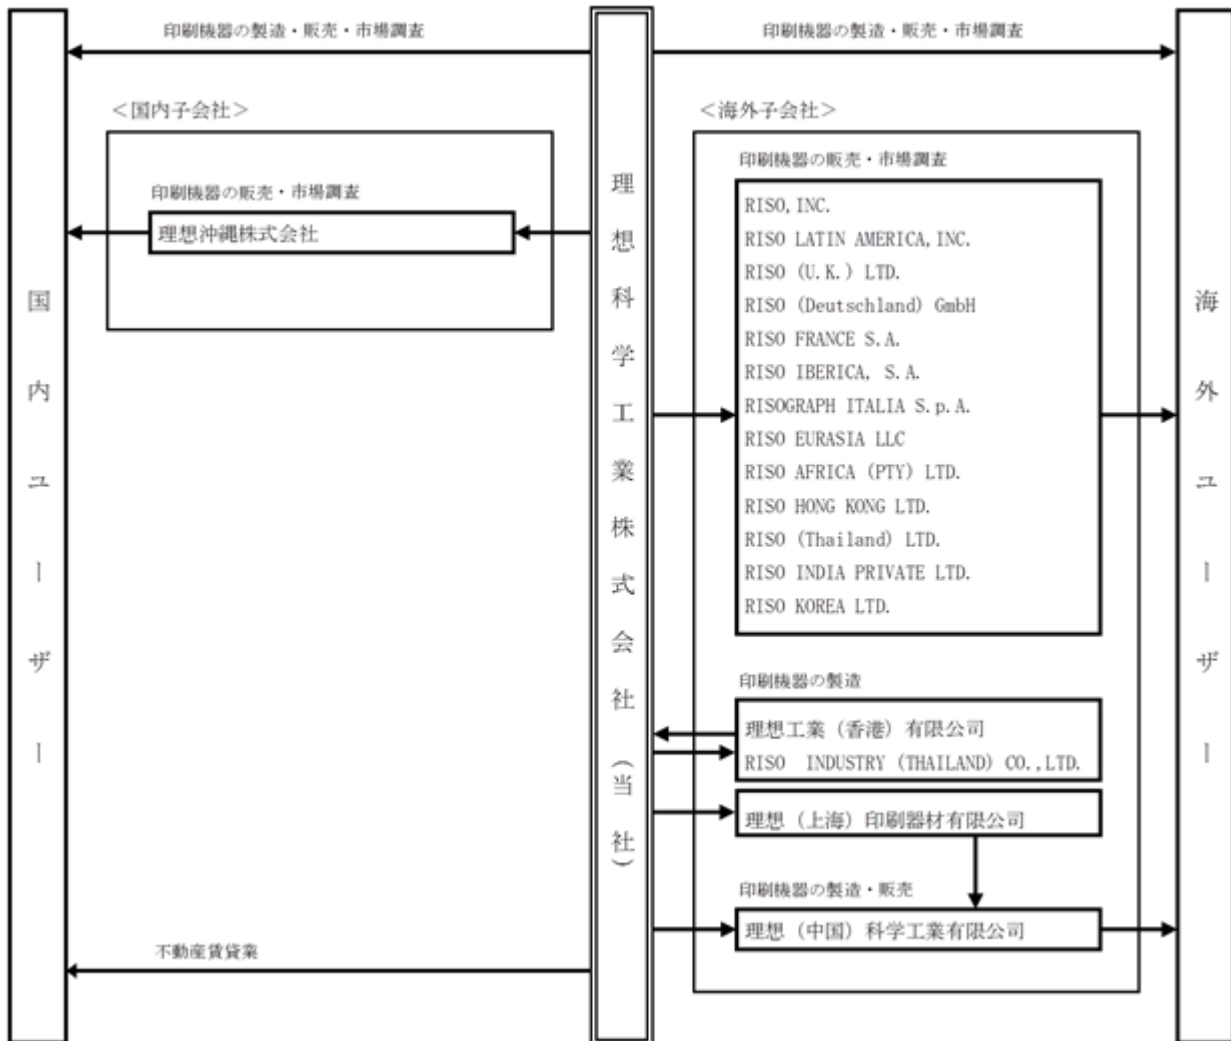 印刷機器の製造・販売・市場調査
印刷機器の製造・販売・市場調査
国内ユーザー
＜国内子会社＞
印刷機器の販売・市場調査
理想沖縄株式会社
不動産賃貸業
理想科学工業株式会社（当社）
＜海外子会社＞
印刷機器の販売・市場調査
RISO,INC.
RISO LATIN AMERICA,INC.
RISO (U.K.) LTD.
RISO (Deutschland) GmbH
RISO FRANCE S.A.
RISO IBERICA, S.A.
RISOGRAPH ITALIA S.p.A.
RISO EURASIA LLC
RISO AFRICA (PTY) LTD.
RISO HONG KONG LTD.
RISO (Thailand) LTD.
RISO INDIA PRIVATE LTD.
RISO KOREA LTD.
印刷機器の製造
理想工業（香港）有限公司
RISO INDUSTRY (THAILAND) CO.,LTD.
理想（上海）印刷器材有限公司
印刷機器の製造・販売
理想（中国）科学工業有限公司
海外ユーザー